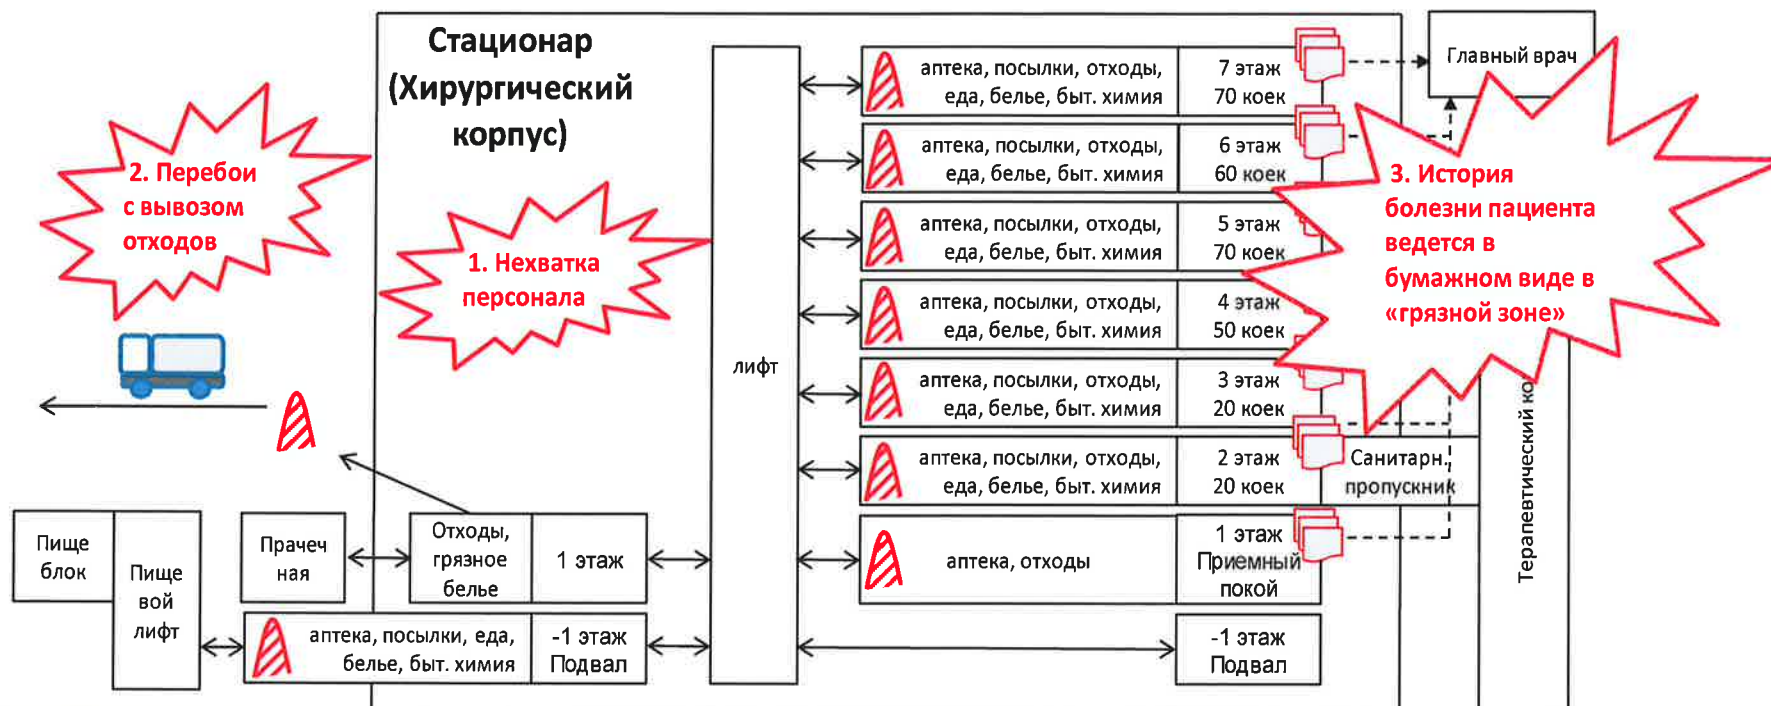 Стационар
(Хирургический
корпус)
2. Перебои
с вывозом
отходов
1. Нехватка
персонала
лифт
аптека, посылки, отходы,
еда, белье, быт. химия
7 этаж
70 коек
аптека, посылки, отходы,
еда, белье, быт. химия
6 этаж
60 коек
аптека, посылки, отходы,
еда, белье, быт. химия
5 этаж
70 коек
аптека, посылки, отходы,
еда, белье, быт. химия
4 этаж
50 коек
аптека, посылки, отходы,
еда, белье, быт. химия
3 этаж
20 коек
аптека, посылки, отходы,
еда, белье, быт. химия
2 этаж
20 коек
Санитарн.
пропускник
аптека, отходы
1 этаж
Приемный
покой
-1 этаж
Подвал
Главный врач
3. История
болезни пациента
ведется в
бумажном виде в
«грязной зоне»
Терапевтический
Пище
блок
Пище
вой
лифт
Прачеч
ная
Отходы,
грязное
белье
1 этаж
аптека, посылки, еда,
белье, быт. химия
-1 этаж
Подвал